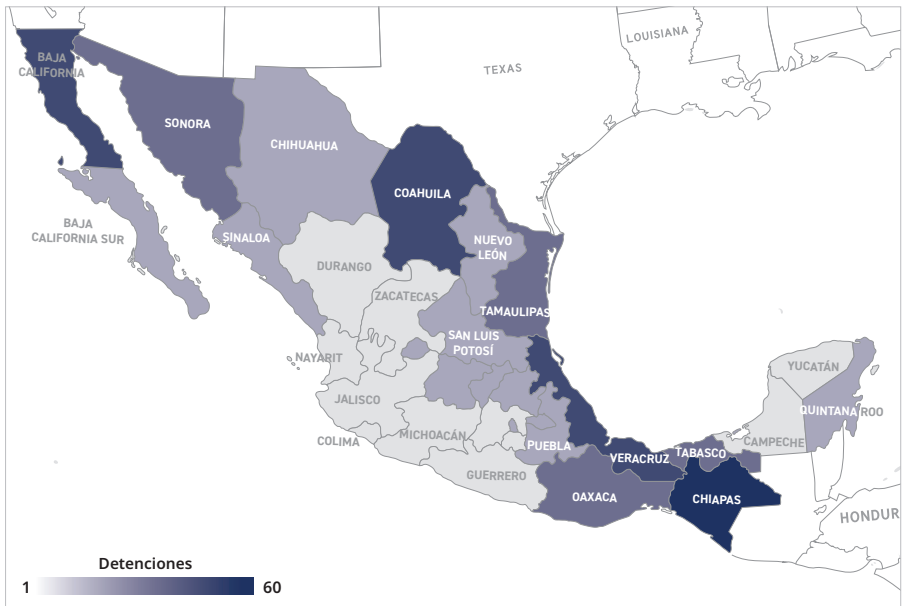 LOUISIANA
TEXAS
BAJA
CALIFORNIA
SONORA
CHIHUAHUA
COAHUILA
BAJA
CALIFORNIA SUR
SINALOA
NUEVO
LEÓN
DURANGO
ZACATECAS
TAMAULIPAS
SAN LUIS
POTOSÍ
NAYARIT
YUCATÁN
JALISCO
QUINTANA ROO
COLIMA
MICHOACÁN
PUEBLA
CAMPECHE
VERACRUZ
TABASCO
GUERRERO
OAXACA
CHIAPAS
HONDUR
Detenciones
1 60